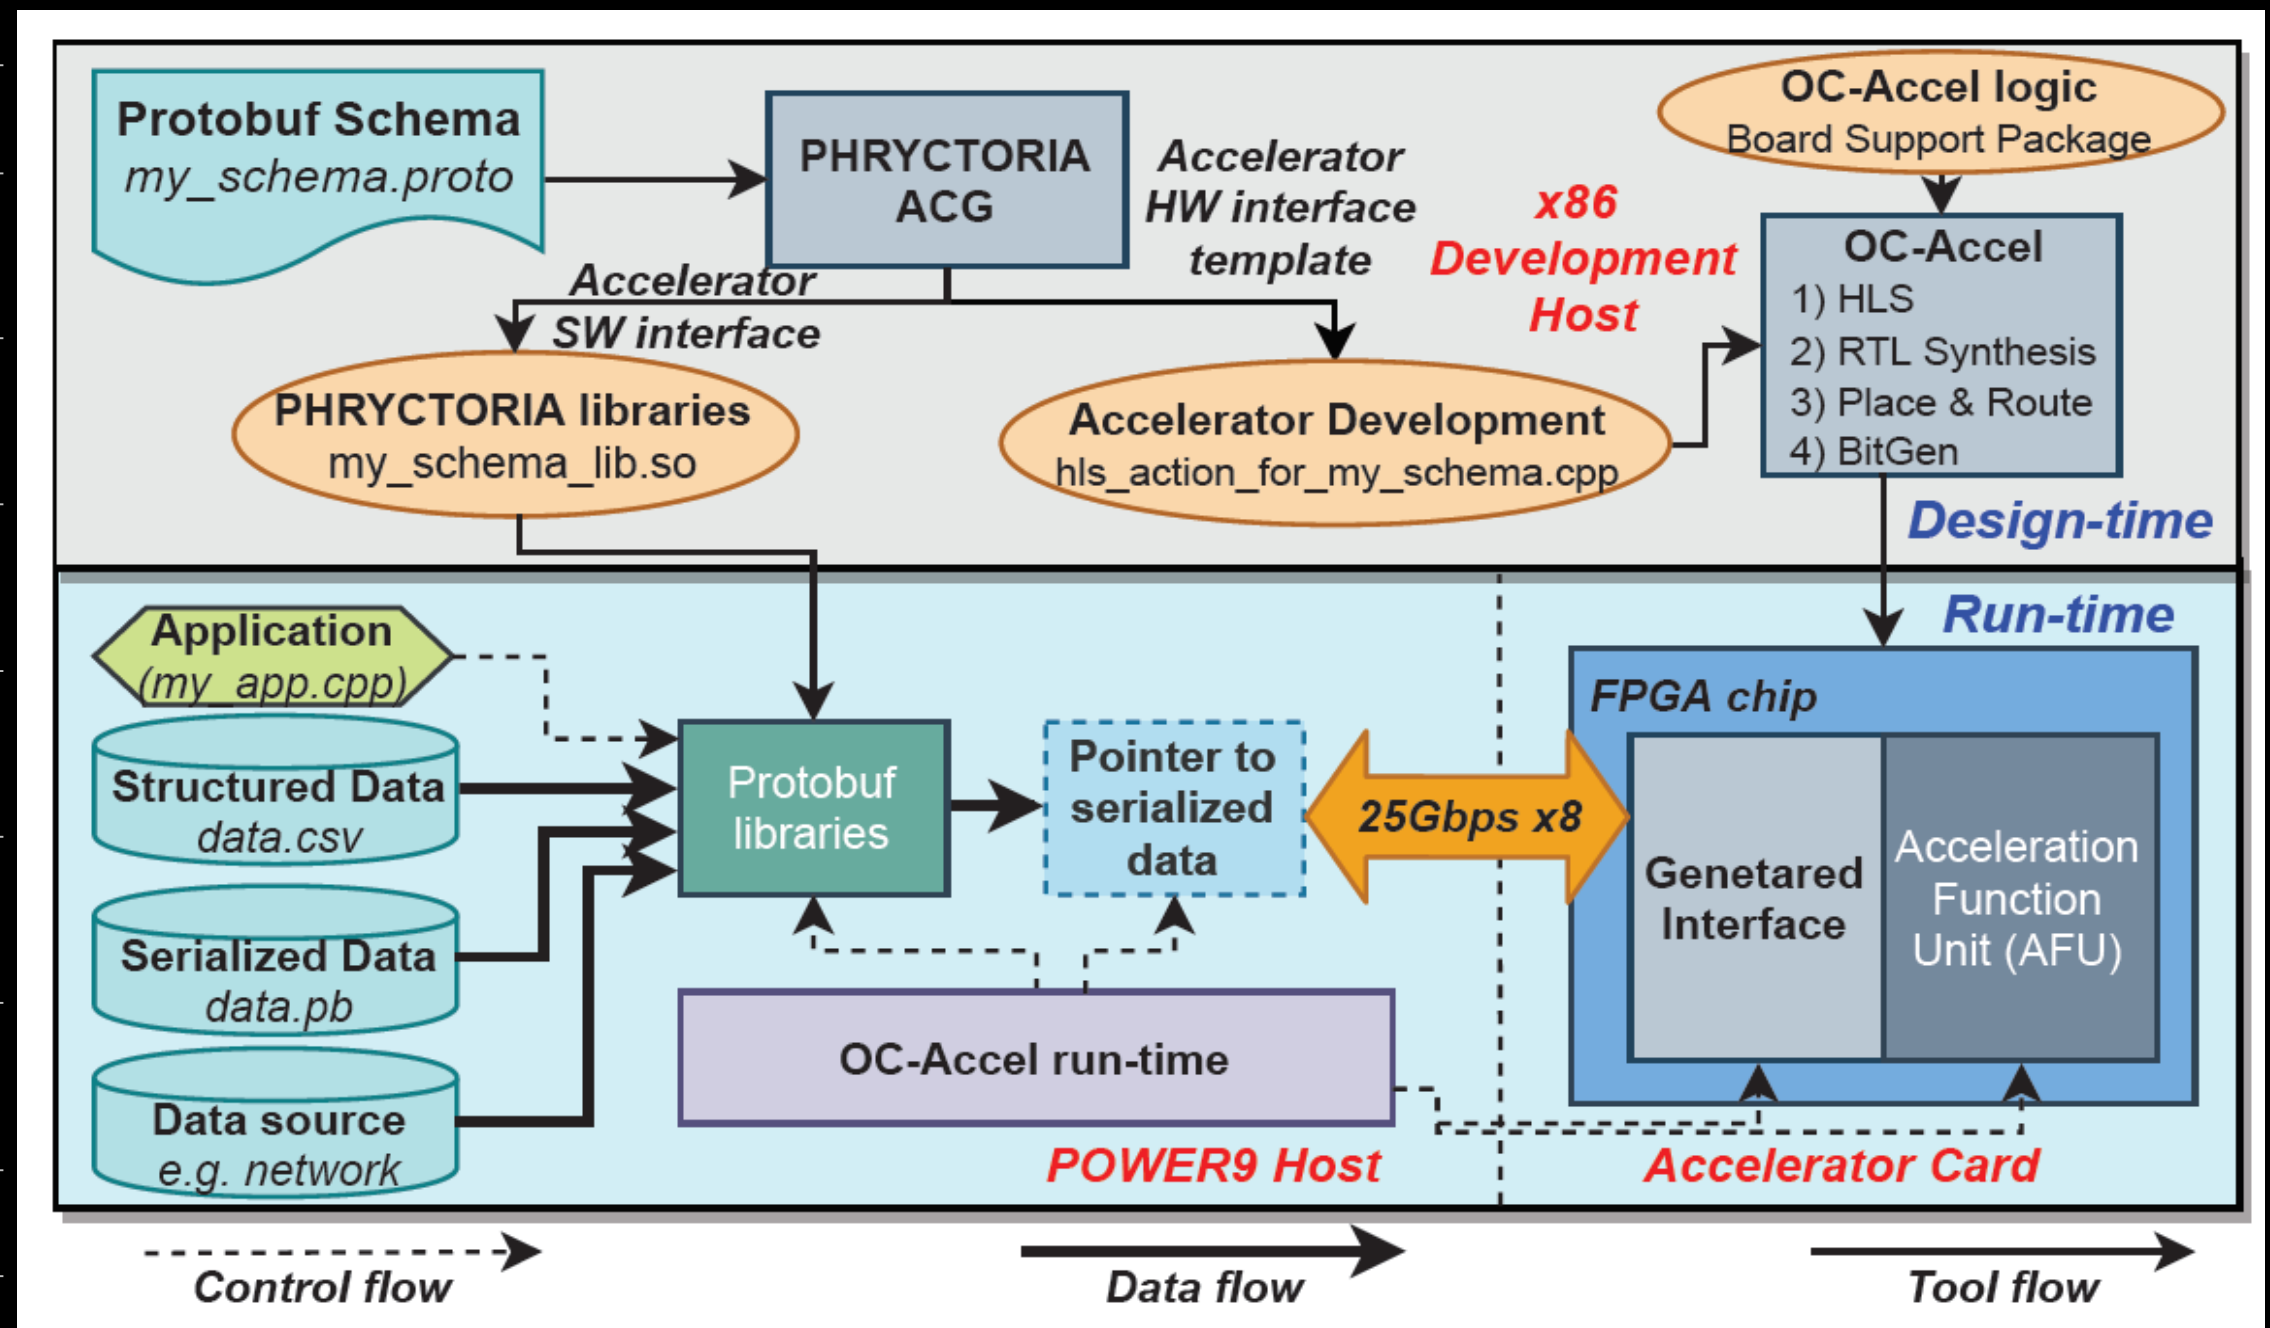 Protobuf Schema
my_schema.proto
PHRYCTORIA
ACG
Accelerator
HW interface
template
x86
Development
Host
OC-Accel logic
Board Support Package
OC-Accel
1) HLS
2) RTL Synthesis
3) Place & Route
4) BitGen
Accelerator
SW interface
PHRYCTORIA libraries
my_schema_lib.so
Accelerator Development
hls_action_for_my_schema.cpp
Design-time
Run-time
Application
(my_app.cpp)
Structured Data
data.csv
Serialized Data
data.pb
Data source
e.g. network
Protobuf
libraries
Pointer to
serialized
data
25Gbps x8
FPGA chip
Genetared
Interface
Acceleration
Function
Unit (AFU)
OC-Accel run-time
POWER9 Host
Accelerator Card
Control flow
Data flow
Tool flow